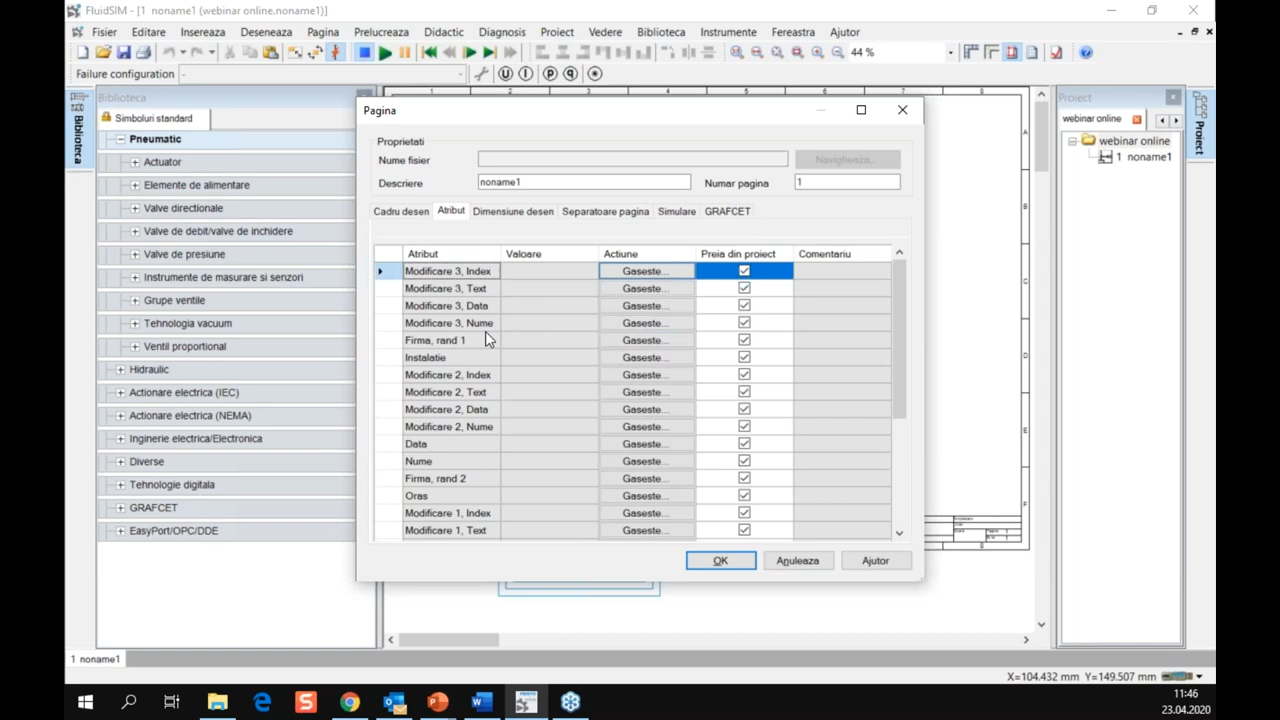 FluidSIM - [1 noname1 (webinar online.noname1)]
Fisier Editare Insereaza Deseneaza Pagina Prelucreaza Didactic Diagnosis Proiect Vedere Biblioteca Instrumente Fereastra Ajutor
44 %
Failure configuration -
Biblioteca
Biblioteca
Simboluri standard
Pneumatic
Actuator
Elemente de alimentare
Valve directionale
Valve de debit/valve de inchidere
Valve de presiune
Instrumente de masurare si senzori
Grupe ventile
Tehnologia vacuum
Ventil proportional
Hidraulic
Actionare electrica (IEC)
Actionare electrica (NEMA)
Inginerie electrica/Electronica
Diverse
Tehnologie digitala
GRAFCET
EasyPort/OPC/DDE
Pagina
Proprietati
Nume fisier
Navigheaza...
Descriere noname1 Numar pagina 1
Cadru desen Atribut Dimensiune desen Separatoare pagina Simulare GRAFCET
Atribut Valoare Actiune Preia din proiect Comentariu
Modificare 3, Index Gaseste...
Modificare 3, Text Gaseste...
Modificare 3, Data Gaseste...
Modificare 3, Nume Gaseste...
Firma, rand 1 Gaseste...
Instalatie Gaseste...
Modificare 2, Index Gaseste...
Modificare 2, Text Gaseste...
Modificare 2, Data Gaseste...
Modificare 2, Nume Gaseste...
Data Gaseste...
Nume Gaseste...
Firma, rand 2 Gaseste...
Oras Gaseste...
Modificare 1, Index Gaseste...
Modificare 1, Text Gaseste...
OK Anuleaza Ajutor
Proiect
webinar online
webinar online
1 noname1
Proiect
1 noname1
X=104.432 mm Y=149.507 mm
11:46
23.04.2020